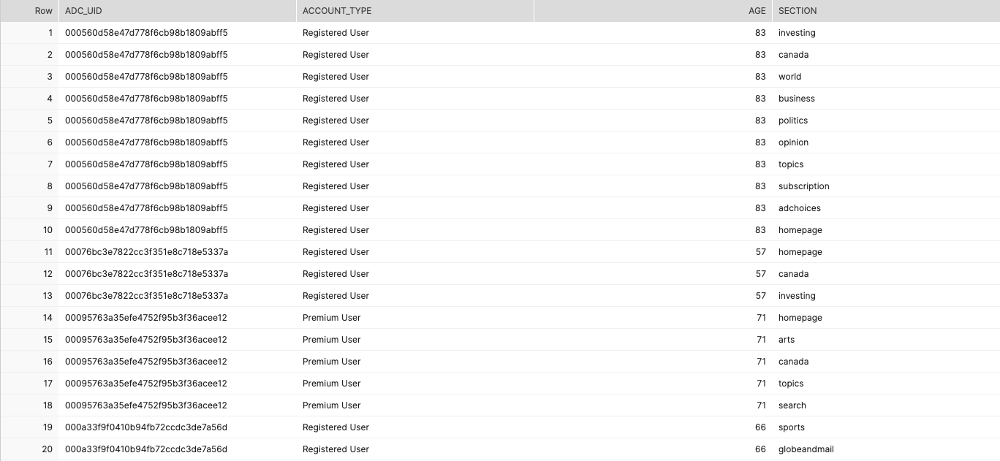 Row ADC_UID ACCOUNT_TYPE AGE SECTION
1 000560d58e47d778f6cb98b1809abff5 Registered User 83 investing
2 000560d58e47d778f6cb98b1809abff5 Registered User 83 canada
3 000560d58e47d778f6cb98b1809abff5 Registered User 83 world
4 000560d58e47d778f6cb98b1809abff5 Registered User 83 business
5 000560d58e47d778f6cb98b1809abff5 Registered User 83 politics
6 000560d58e47d778f6cb98b1809abff5 Registered User 83 opinion
7 000560d58e47d778f6cb98b1809abff5 Registered User 83 topics
8 000560d58e47d778f6cb98b1809abff5 Registered User 83 subscription
9 000560d58e47d778f6cb98b1809abff5 Registered User 83 adchoices
10 000560d58e47d778f6cb98b1809abff5 Registered User 83 homepage
11 00076bc3e7822cc3f351e8c718e5337a Registered User 57 homepage
12 00076bc3e7822cc3f351e8c718e5337a Registered User 57 canada
13 00076bc3e7822cc3f351e8c718e5337a Registered User 57 investing
14 00095763a35efe4752f95b3f36acee12 Premium User 71 homepage
15 00095763a35efe4752f95b3f36acee12 Premium User 71 arts
16 00095763a35efe4752f95b3f36acee12 Premium User 71 canada
17 00095763a35efe4752f95b3f36acee12 Premium User 71 topics
18 00095763a35efe4752f95b3f36acee12 Premium User 71 search
19 000a33f9f0410b94fb72ccdc3de7a56d Registered User 66 sports
20 000a33f9f0410b94fb72ccdc3de7a56d Registered User 66 globeandmail